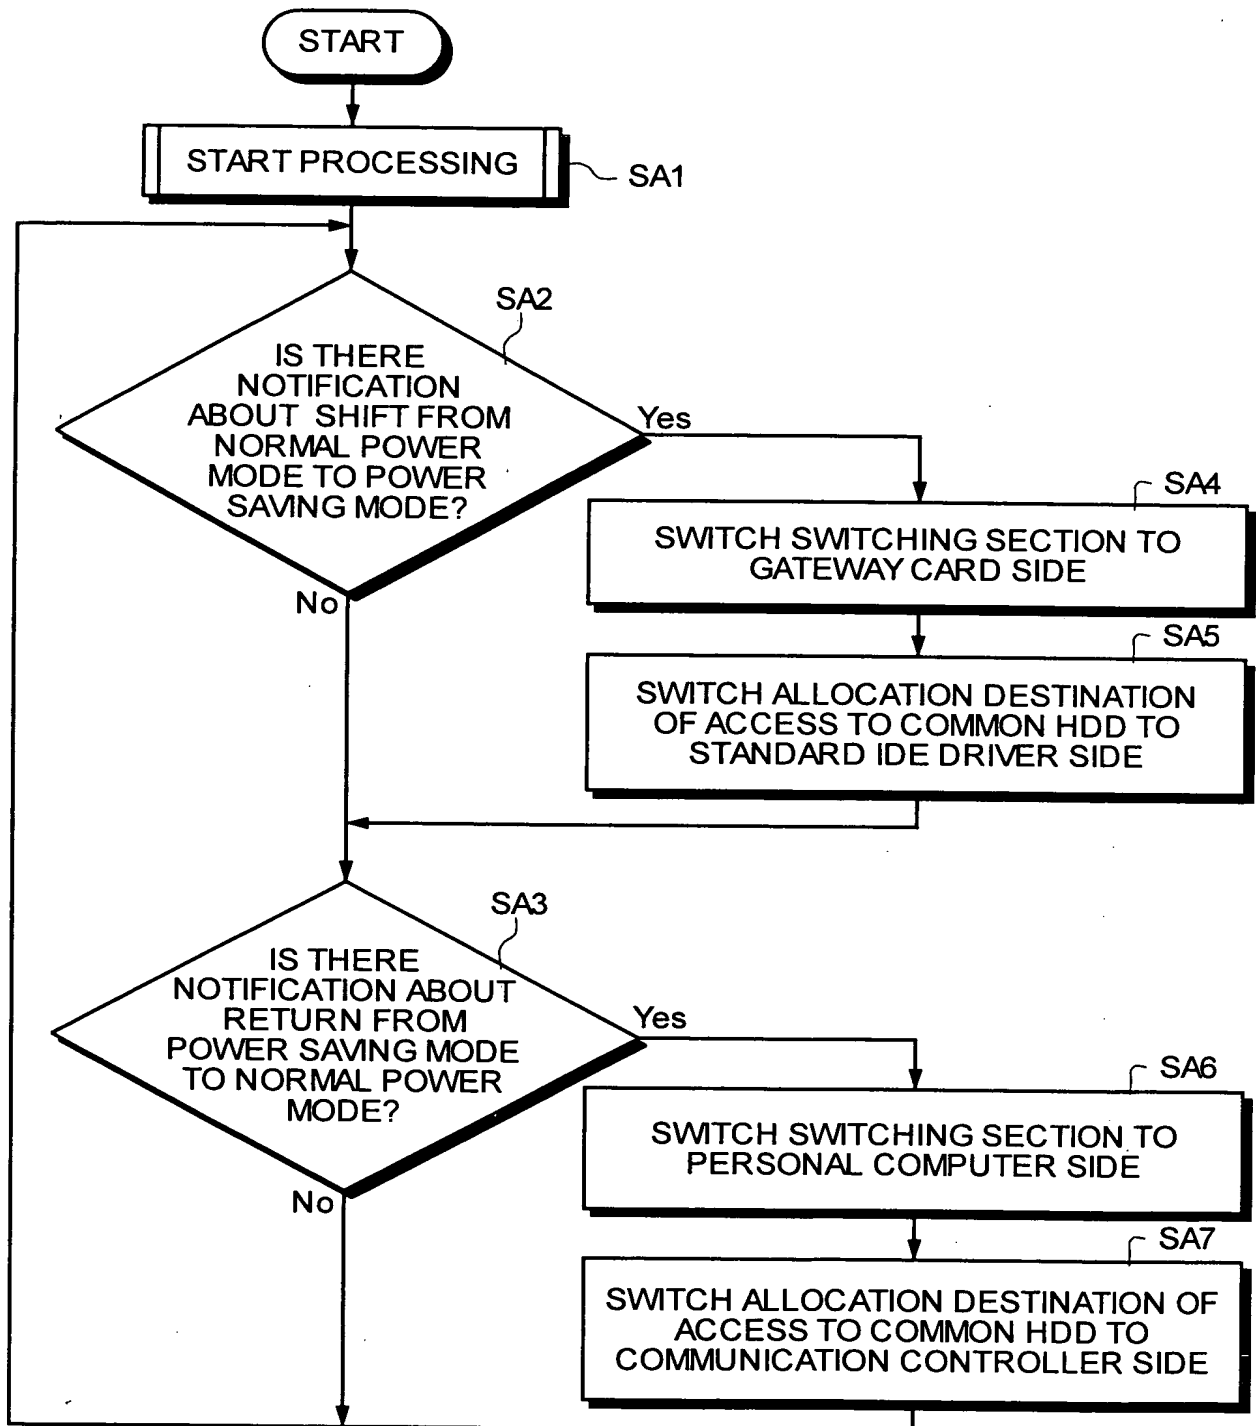 START
START PROCESSING
SA1
SA2
IS THERE
NOTIFICATION
ABOUT SHIFT FROM
NORMAL POWER
MODE TO POWER
SAVING MODE?
Yes
No
SA4
SWITCH SWITCHING SECTION TO
GATEWAY CARD SIDE
SA5
SWITCH ALLOCATION DESTINATION
OF ACCESS TO COMMON HDD TO
STANDARD IDE DRIVER SIDE
SA3
IS THERE
NOTIFICATION ABOUT
RETURN FROM
POWER SAVING MODE
TO NORMAL POWER
MODE?
Yes
No
SA6
SWITCH SWITCHING SECTION TO
PERSONAL COMPUTER SIDE
SA7
SWITCH ALLOCATION DESTINATION OF
ACCESS TO COMMON HDD TO
COMMUNICATION CONTROLLER SIDE